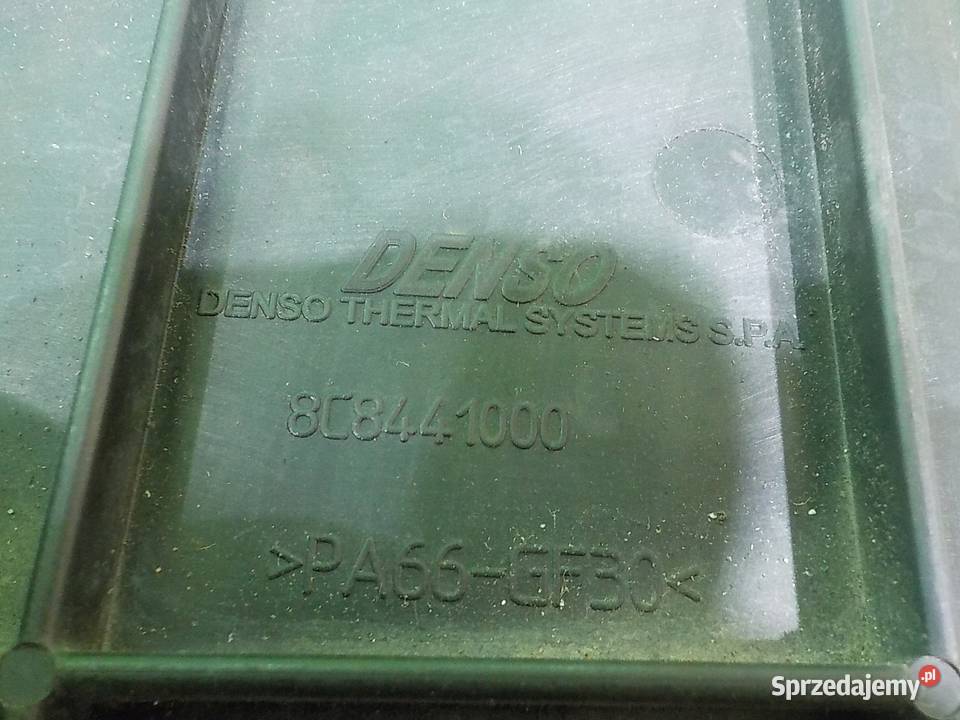 DENSO
DENSO THERMAL SYSTEMS S.P.A.
8C8441000
>PA66-GF30<
Sprzedajemy.pl